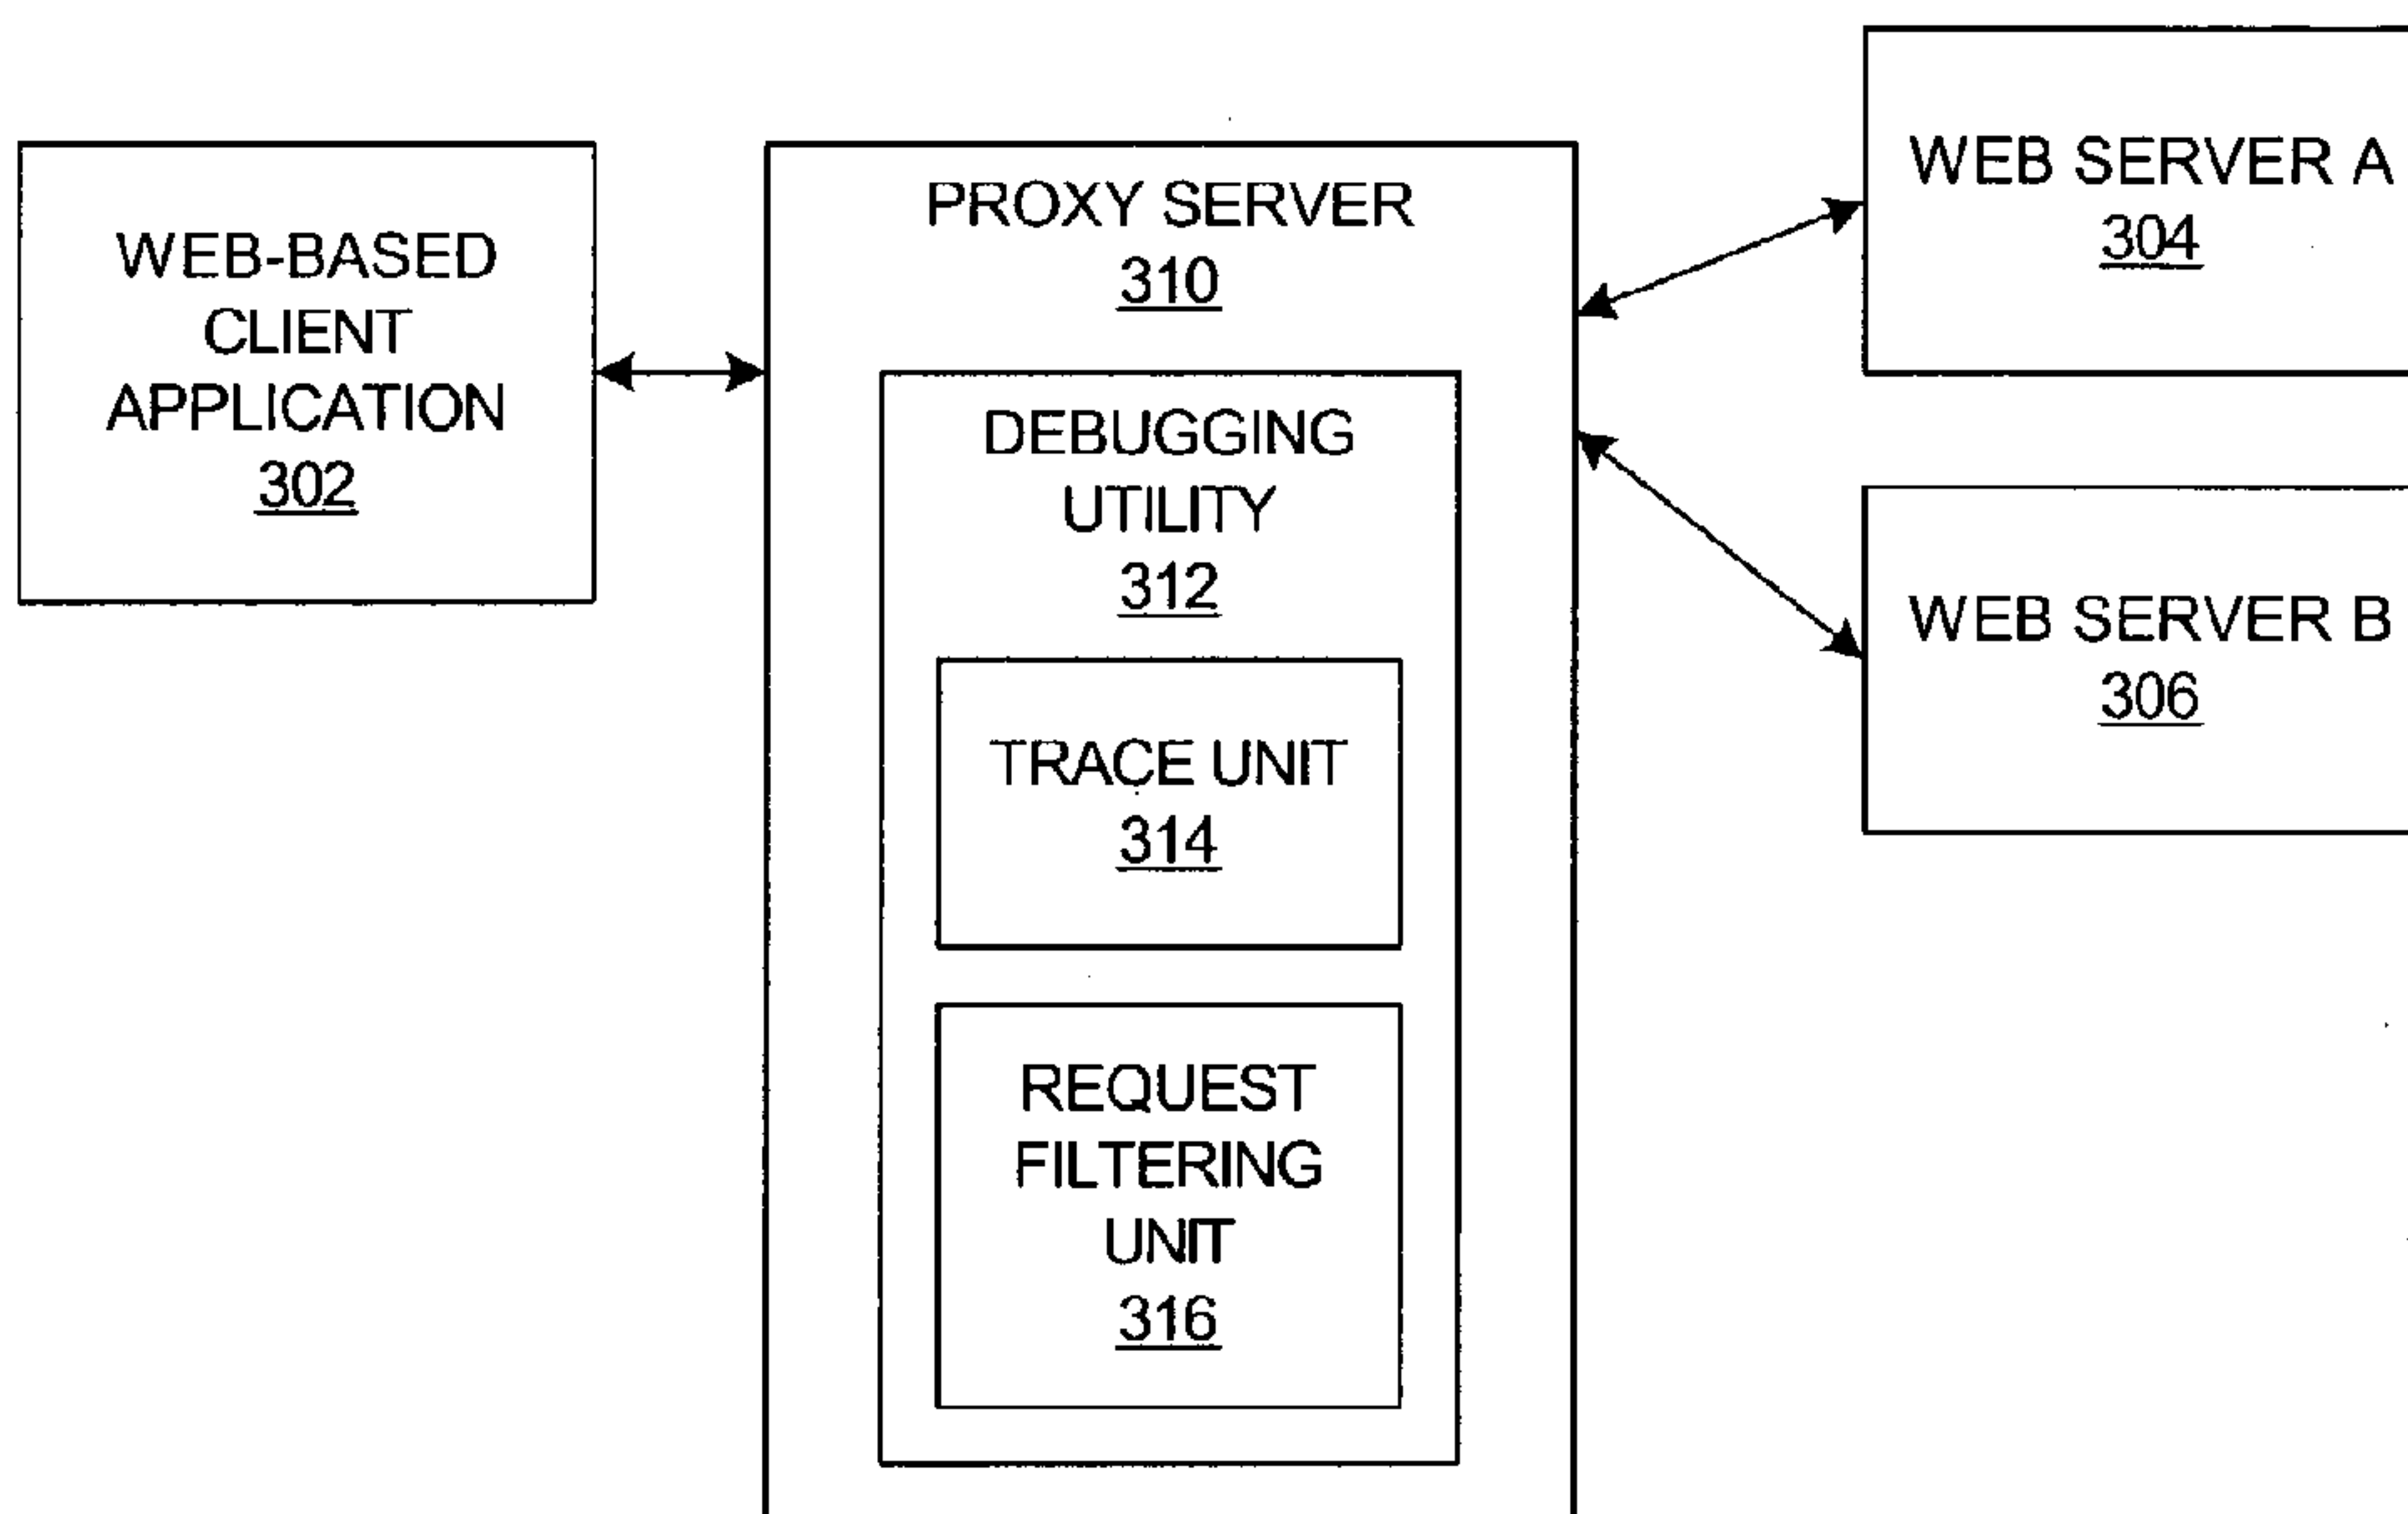 WEB-BASED
CLIENT
APPLICATION
302
PROXY SERVER
310
DEBUGGING
UTILITY
312
TRACE UNIT
314
REQUEST
FILTERING
UNIT
316
WEB SERVER A
304
WEB SERVER B
306